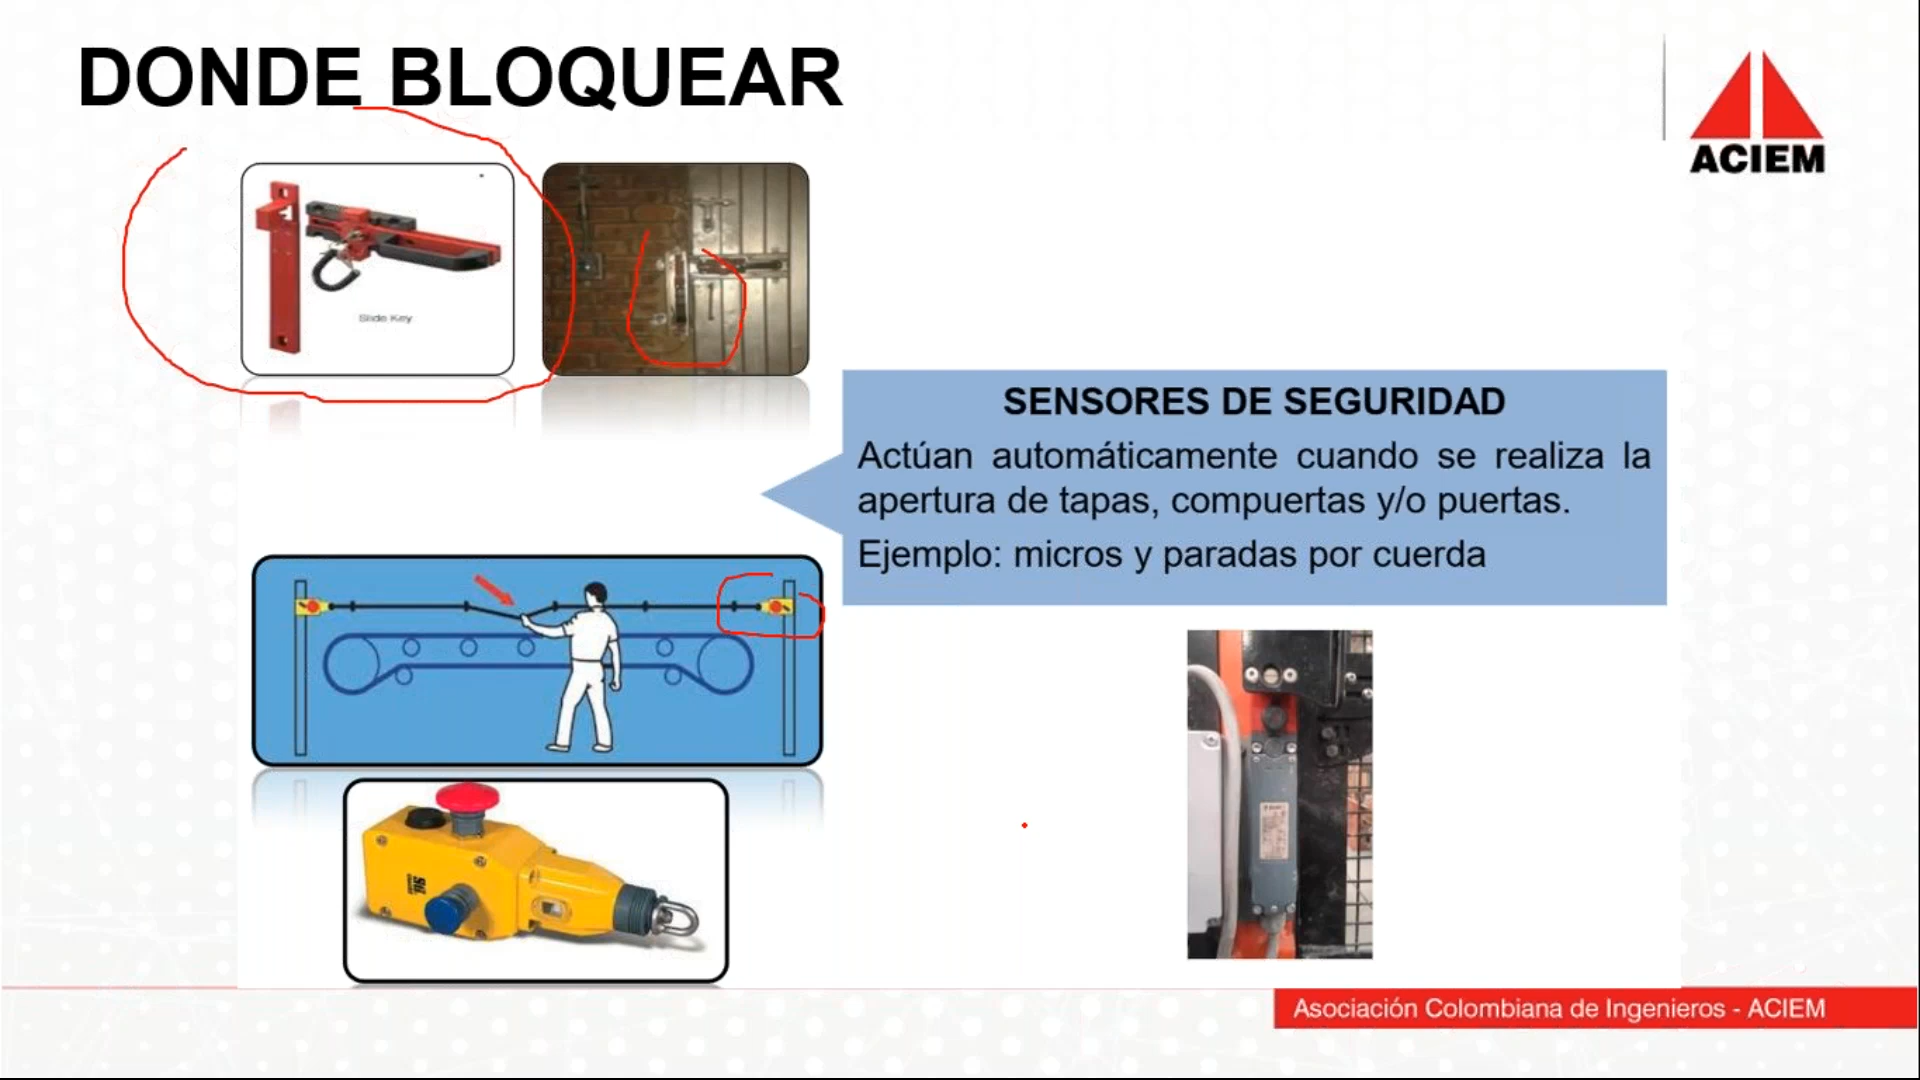 DONDE BLOQUEAR
ACIEM
Slide Key
SENSORES DE SEGURIDAD
Actúan automáticamente cuando se realiza la
apertura de tapas, compuertas y/o puertas.
Ejemplo: micros y paradas por cuerda
Asociación Colombiana de Ingenieros - ACIEM